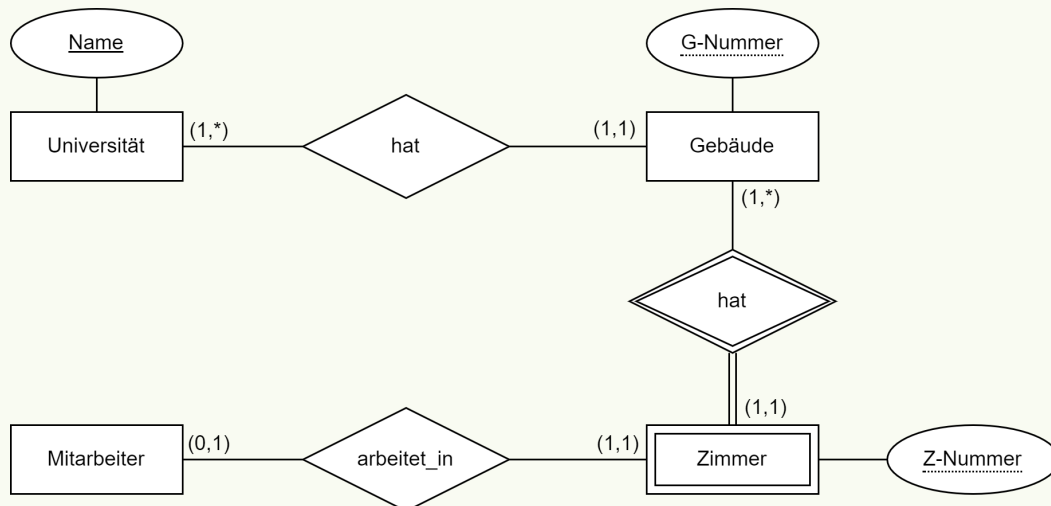 Name
G-Nummer
Universität
(1,*)
hat
(1,1)
Gebäude
(1,*)
hat
(1,1)
Mitarbeiter
(0,1)
arbeitet_in
(1,1)
Zimmer
Z-Nummer